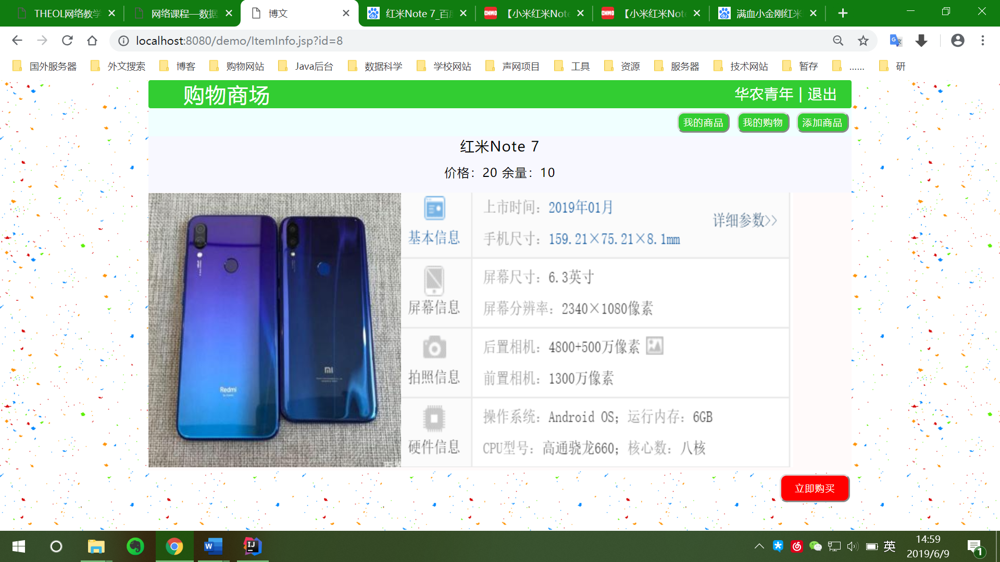 THEOL网络教学
网络课程—数据
博文
红米Note 7_百度
【小米红米Note
【小米红米Note
满血小金刚红米
localhost:8080/demo/ItemInfo.jsp?id=8
国外服务器
外文搜索
博客
购物网站
Java后台
数据科学
学校网站
声网项目
工具
资源
服务器
技术网站
暂存
……
研
购物商场
华农青年 | 退出
我的商品
我的购物
添加商品
红米Note 7
价格：20 余量：10
基本信息
上市时间：2019年01月
详细参数>>
手机尺寸：159.21×75.21×8.1mm
屏幕信息
屏幕尺寸：6.3英寸
屏幕分辨率：2340×1080像素
拍照信息
后置相机：4800+500万像素
前置相机：1300万像素
硬件信息
操作系统：Android OS；运行内存：6GB
CPU型号：高通骁龙660；核心数：八核
Redmi
MI
立即购买
英
14:59
2019/6/9
1